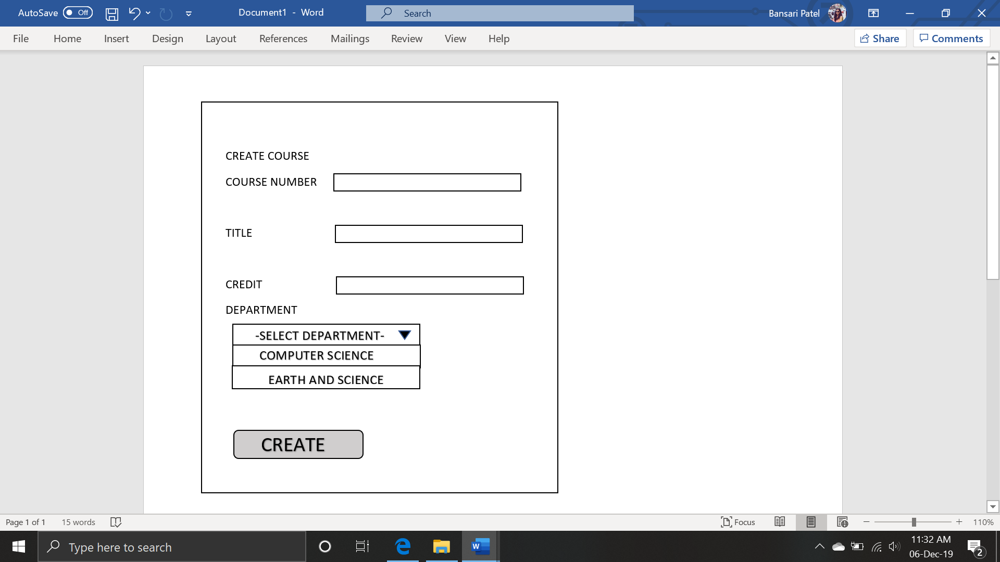 AutoSave Off Document1 - Word Search Bansari Patel
File Home Insert Design Layout References Mailings Review View Help Share Comments
CREATE COURSE
COURSE NUMBER
TITLE
CREDIT
DEPARTMENT
-SELECT DEPARTMENT-
COMPUTER SCIENCE
EARTH AND SCIENCE
CREATE
Page 1 of 1 15 words Focus 110%
Type here to search W 11:32 AM
06-Dec-19 2